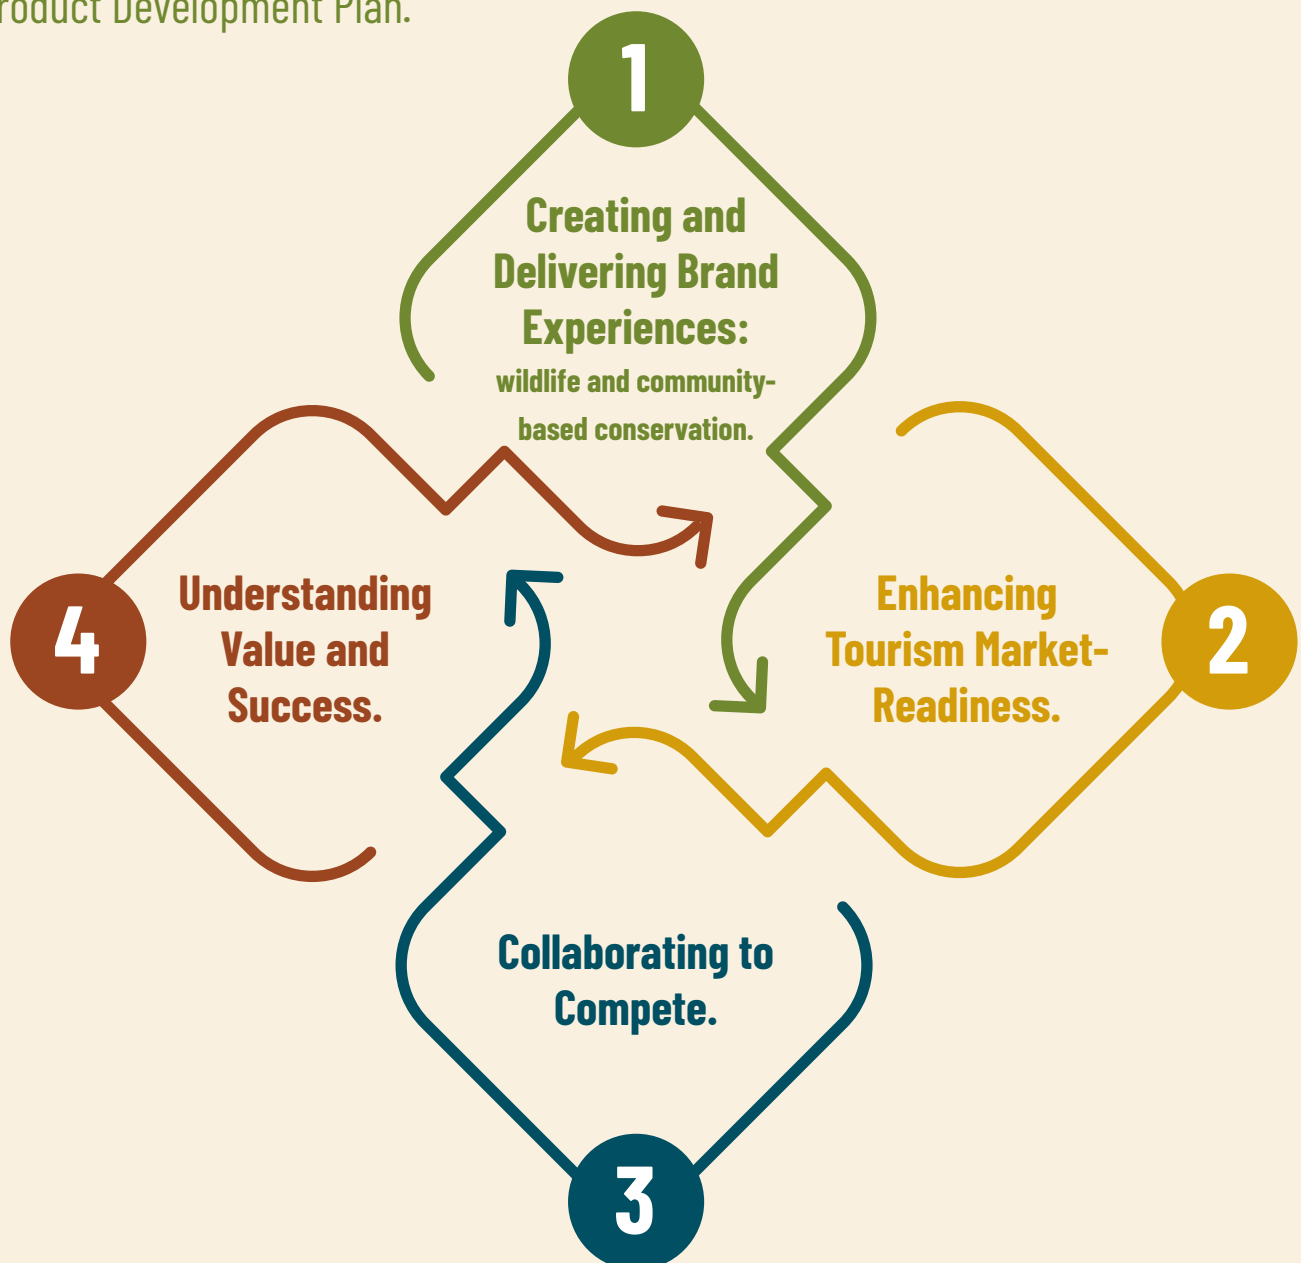 roduct Development Plan.
1
Creating and
Delivering Brand
Experiences:
wildlife and community-
based conservation.
4
Understanding
Value and
Success.
Enhancing
Tourism Market-
Readiness.
2
Collaborating to
Compete.
3